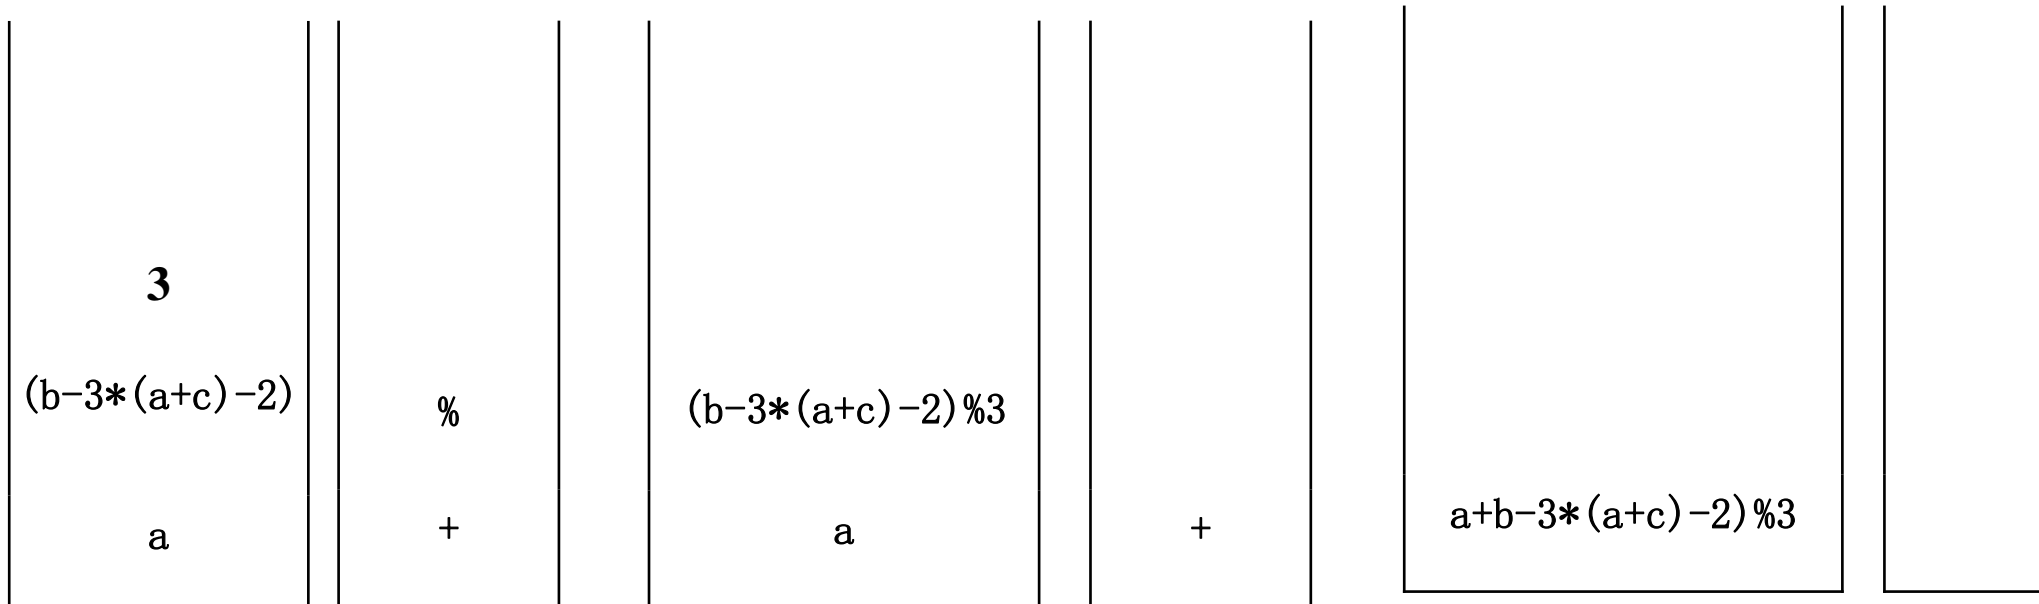 3
(b-3*(a+c)-2)
a
%
+
(b-3*(a+c)-2)%3
a
+
a+b-3*(a+c)-2)%3